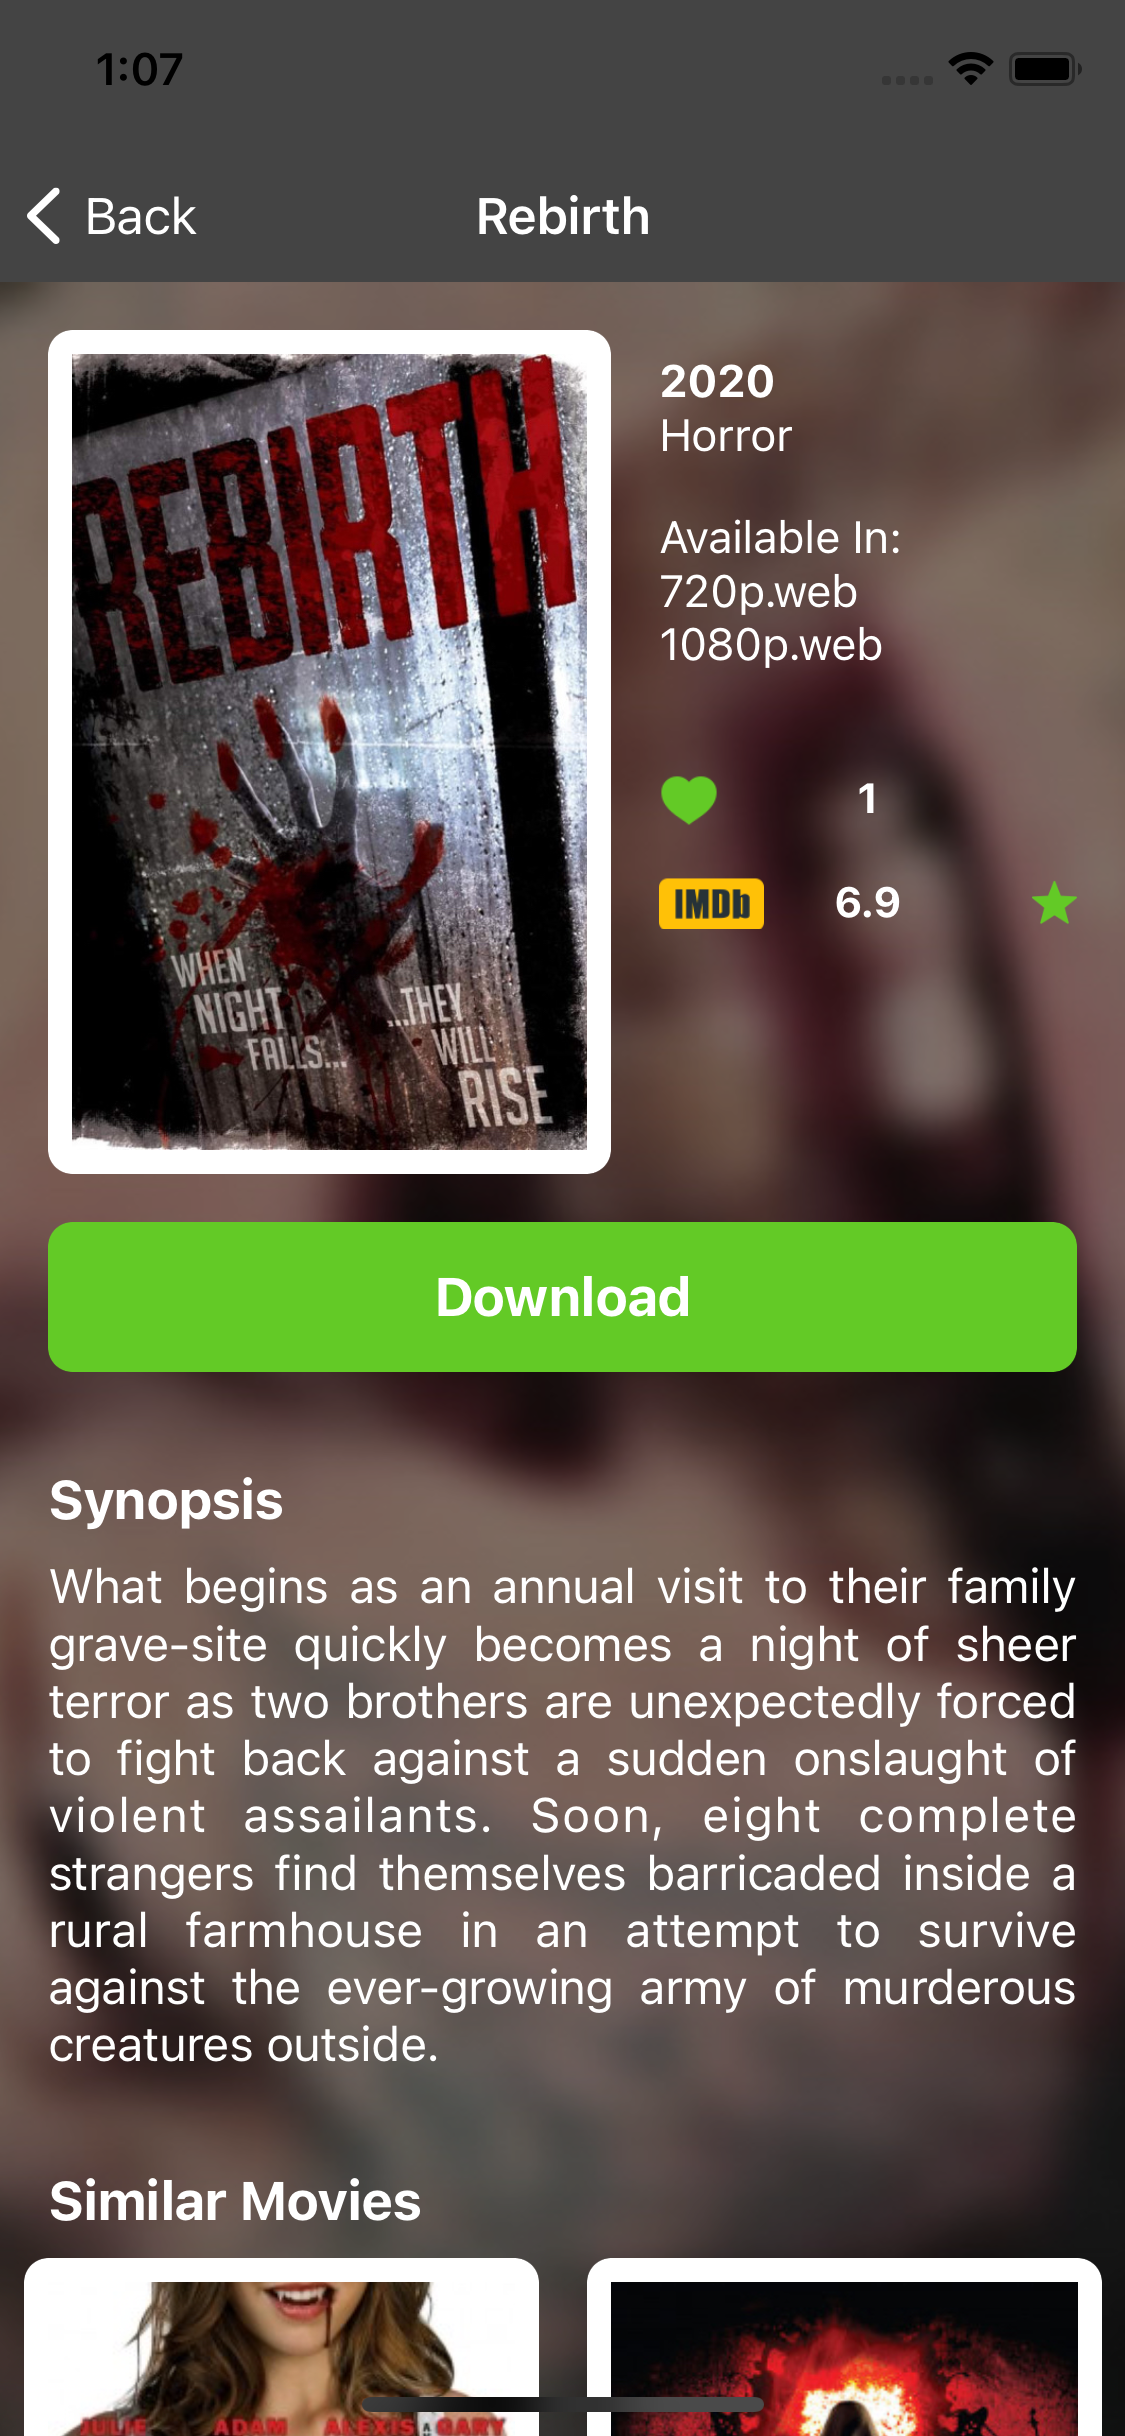 1:07
Back
Rebirth
REBIRTH
WHEN
NIGHT
FALLS...
...THEY
WILL
RISE
2020
Horror
Available In:
720p.web
1080p.web
1
IMDb
6.9
Download
Synopsis
What begins as an annual visit to their family
grave-site quickly becomes a night of sheer
terror as two brothers are unexpectedly forced
to fight back against a sudden onslaught of
violent assailants. Soon, eight complete
strangers find themselves barricaded inside a
rural farmhouse in an attempt to survive
against the ever-growing army of murderous
creatures outside.
Similar Movies
JULIE ADAM ALEXIS GARY